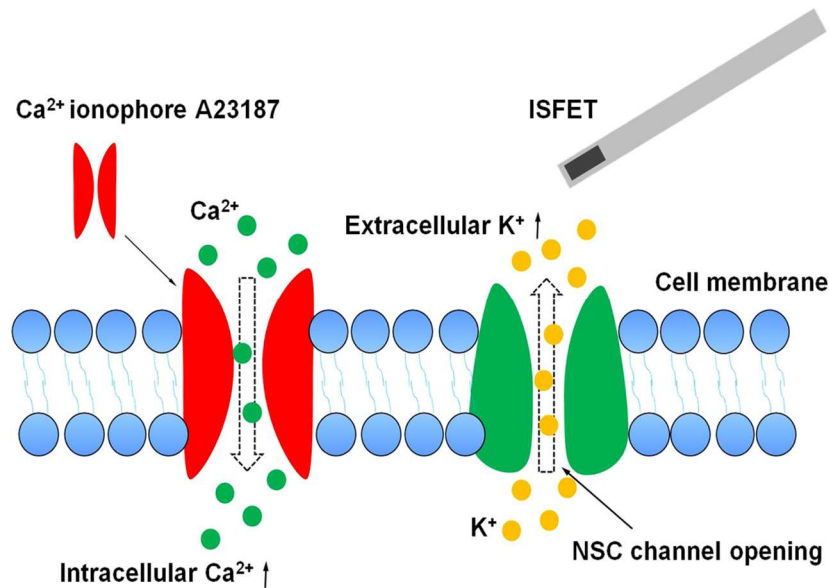 Ca²⁺ ionophore A23187
ISFET
Ca²⁺
Extracellular K⁺ ↑
Cell membrane
K⁺
NSC channel opening
Intracellular Ca²⁺ ↑